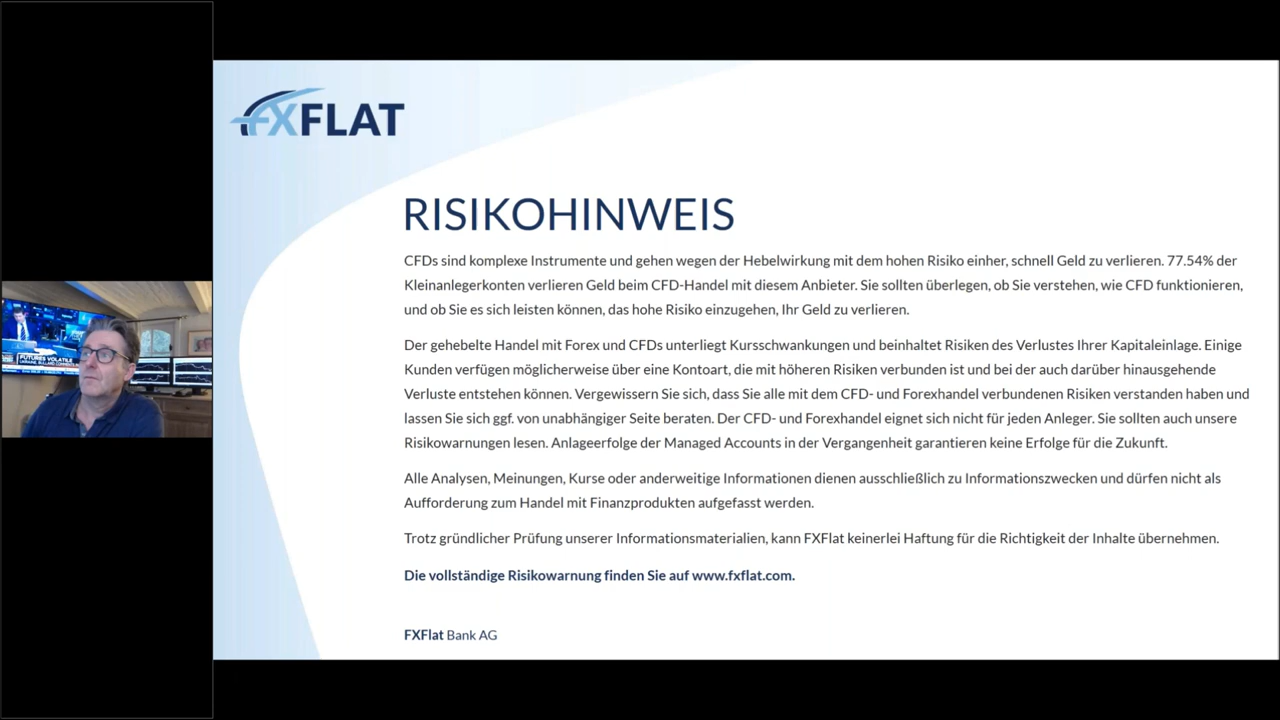 FXFLAT
RISIKOHINWEIS
CFDs sind komplexe Instrumente und gehen wegen der Hebelwirkung mit dem hohen Risiko einher, schnell Geld zu verlieren. 77.54% der
Kleinanlegerkonten verlieren Geld beim CFD-Handel mit diesem Anbieter. Sie sollten überlegen, ob Sie verstehen, wie CFD funktionieren,
und ob Sie es sich leisten können, das hohe Risiko einzugehen, Ihr Geld zu verlieren.
Der gehebelte Handel mit Forex und CFDs unterliegt Kursschwankungen und beinhaltet Risiken des Verlustes Ihrer Kapitaleinlage. Einige
Kunden verfügen möglicherweise über eine Kontoart, die mit höheren Risiken verbunden ist und bei der auch darüber hinausgehende
Verluste entstehen können. Vergewissern Sie sich, dass Sie alle mit dem CFD- und Forexhandel verbundenen Risiken verstanden haben und
lassen Sie sich ggf. von unabhängiger Seite beraten. Der CFD- und Forexhandel eignet sich nicht für jeden Anleger. Sie sollten auch unsere
Risikowarnungen lesen. Anlageerfolge der Managed Accounts in der Vergangenheit garantieren keine Erfolge für die Zukunft.
Alle Analysen, Meinungen, Kurse oder anderweitige Informationen dienen ausschließlich zu Informationszwecken und dürfen nicht als
Aufforderung zum Handel mit Finanzprodukten aufgefasst werden.
Trotz gründlicher Prüfung unserer Informationsmaterialien, kann FXFlat keinerlei Haftung für die Richtigkeit der Inhalte übernehmen.
Die vollständige Risikowarnung finden Sie auf www.fxflat.com.
FXFlat Bank AG
FUTURES VOLATILE